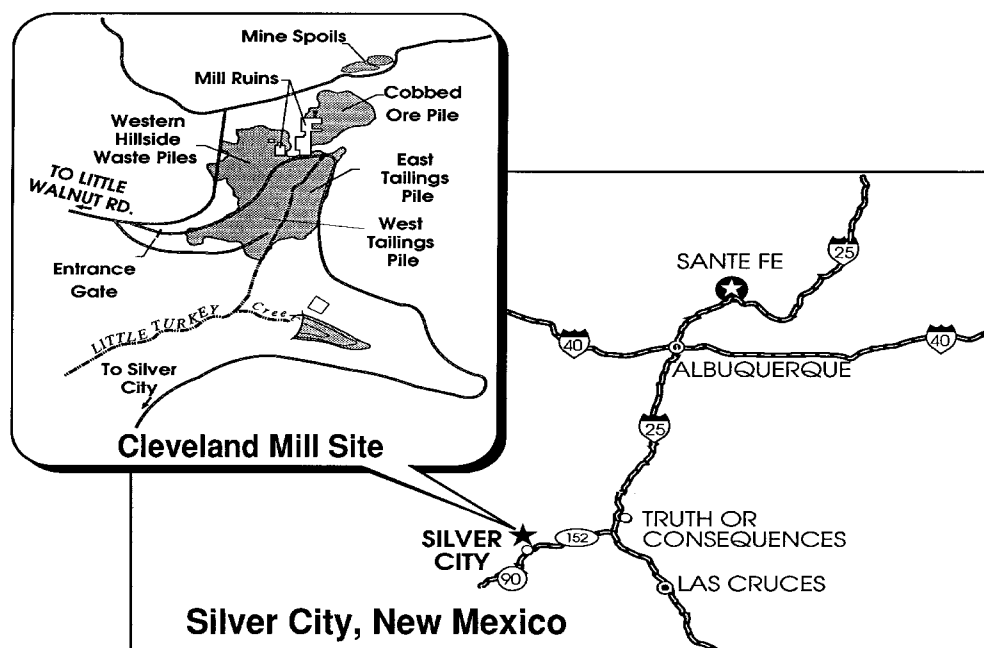 Mine Spoils
Mill Ruins
Cobbed
Ore Pile
Western
Hillside
Waste Piles
East
Tailings
Pile
TO LITTLE
WALNUT RD.
West
Tailings
Pile
Entrance
Gate
LITTLE TURKEY Creek
To Silver
City
Cleveland Mill Site
25
SANTE FE
40
40
ALBUQUERQUE
25
TRUTH OR
CONSEQUENCES
SILVER
CITY
152
90
LAS CRUCES
Silver City, New Mexico